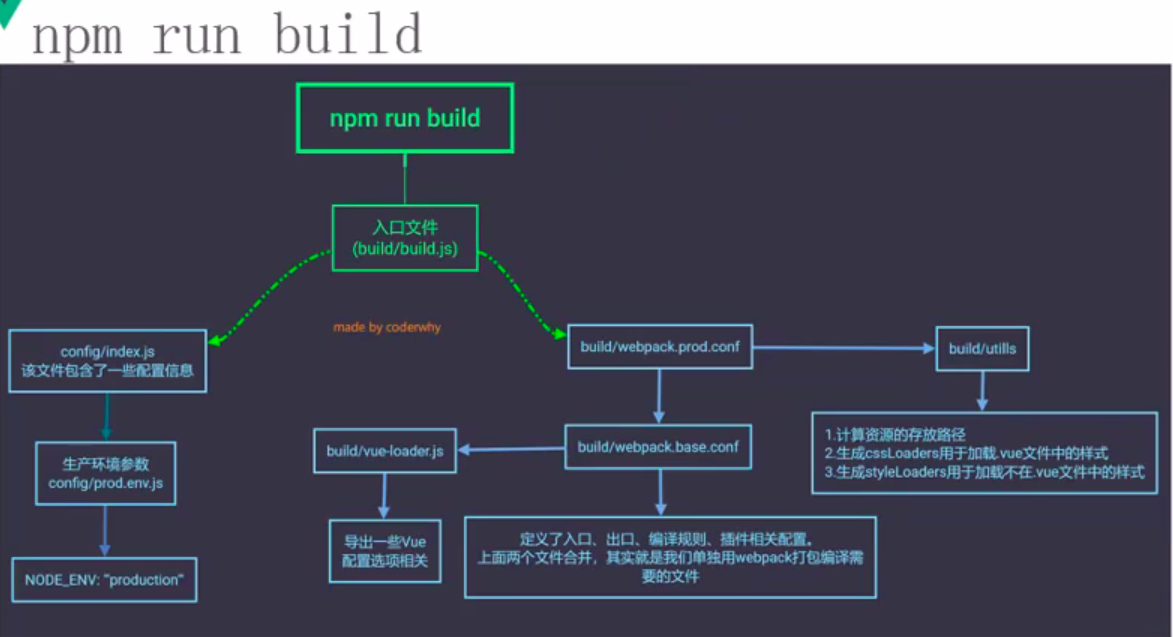 npm run build
npm run build
入口文件
(build/build.js)
made by coderwhy
config/index.js
该文件包含了一些配置信息
build/webpack.prod.conf
build/utills
生产环境参数
config/prod.env.js
build/vue-loader.js
build/webpack.base.conf
1.计算资源的存放路径
2.生成cssLoaders用于加载.vue文件中的样式
3.生成styleLoaders用于加载不在.vue文件中的样式
NODE_ENV: "production"
导出一些Vue
配置选项相关
定义了入口、出口、编译规则、插件相关配置。
上面两个文件合并，其实就是我们单独用webpack打包编译需
要的文件